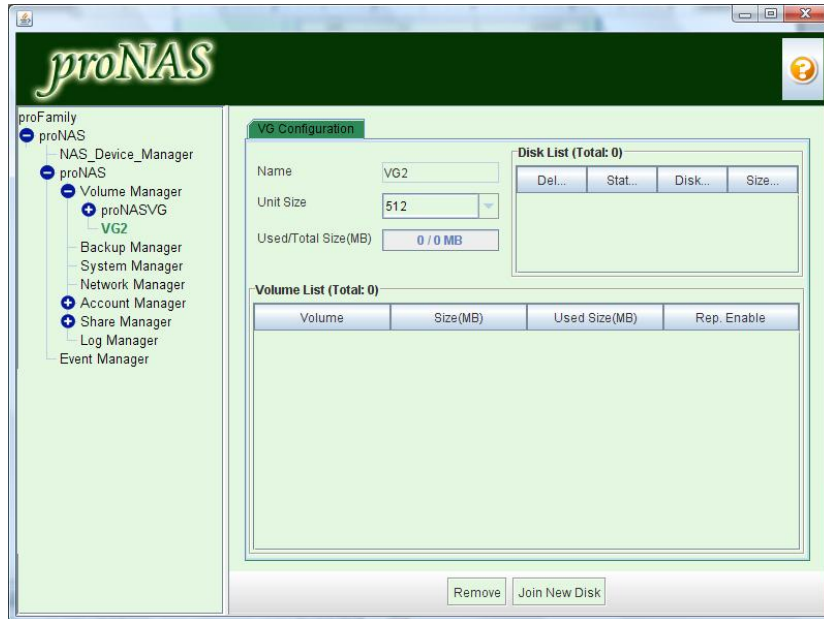 proNAS
proFamily
proNAS
NAS_Device_Manager
proNAS
Volume Manager
proNASVG
VG2
Backup Manager
System Manager
Network Manager
Account Manager
Share Manager
Log Manager
Event Manager
VG Configuration
Name
VG2
Unit Size
512
Used/Total Size(MB)
0 / 0 MB
Disk List (Total: 0)
Del... Stat... Disk... Size...
Volume List (Total: 0)
Volume Size(MB) Used Size(MB) Rep. Enable
Remove Join New Disk